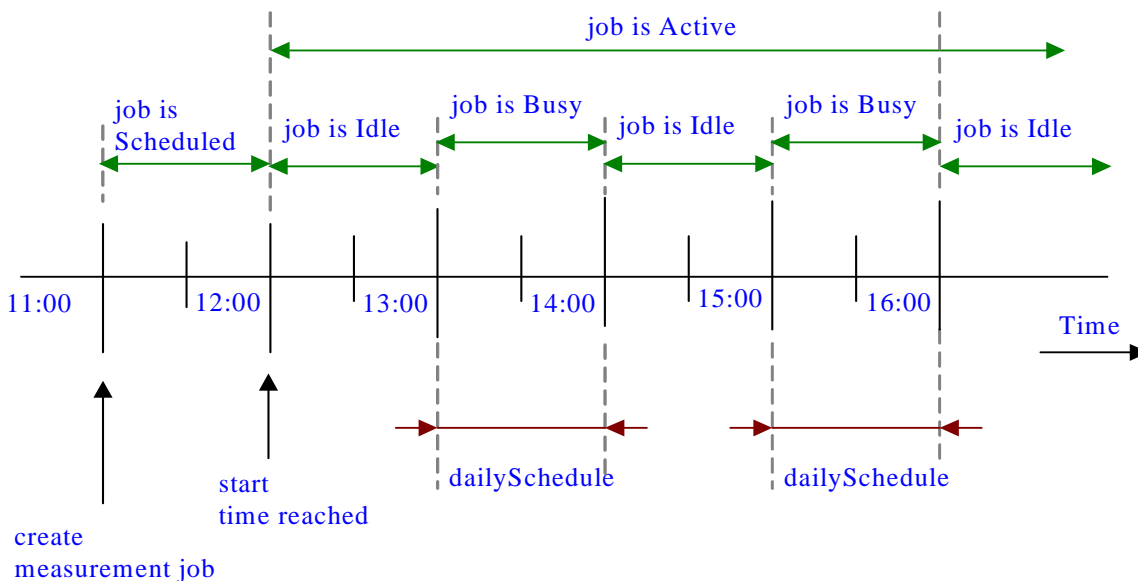 job is Active
job is
Scheduled
job is Idle
job is Busy
job is Idle
job is Busy
job is Idle
11:00
12:00
13:00
14:00
15:00
16:00
Time
dailySchedule
dailySchedule
start
time reached
create
measurement job